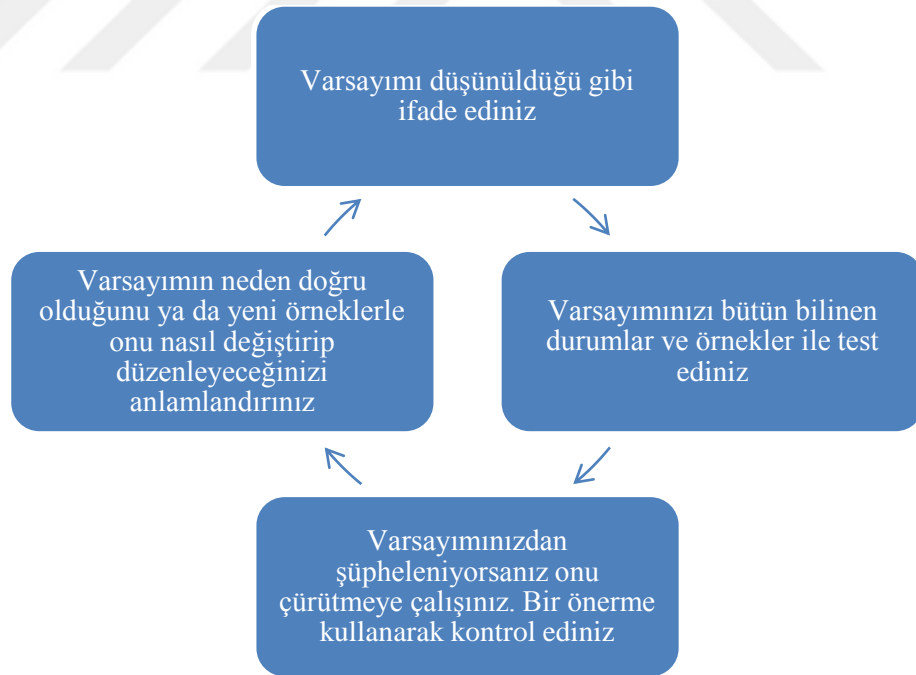 Varsayımı düşünüldüğü gibi
ifade ediniz
Varsayımınızı bütün bilinen
durumlar ve örnekler ile test
ediniz
Varsayımınızdan
şüpheleniyorsanız onu
çürütmeye çalışınız. Bir önerme
kullanarak kontrol ediniz
Varsayımın neden doğru
olduğunu ya da yeni örneklerle
onu nasıl değiştirip
düzenleyeceğinizi
anlamlandırınız